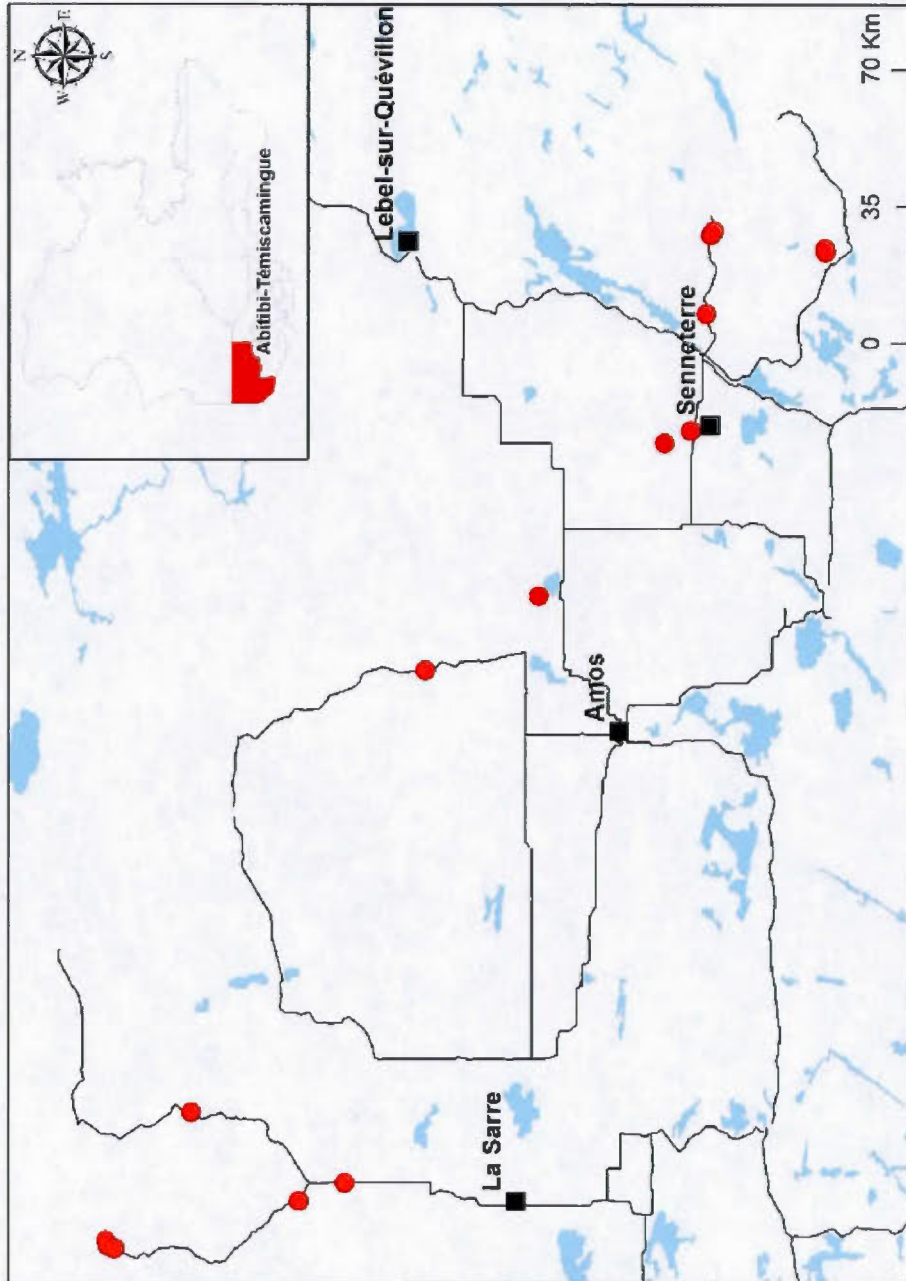 N
W
E
S
Abitibi-Témiscamingue
Lebel-sur-Quévillon
Senneterre
Amos
La Sarre
0
35
70 Km